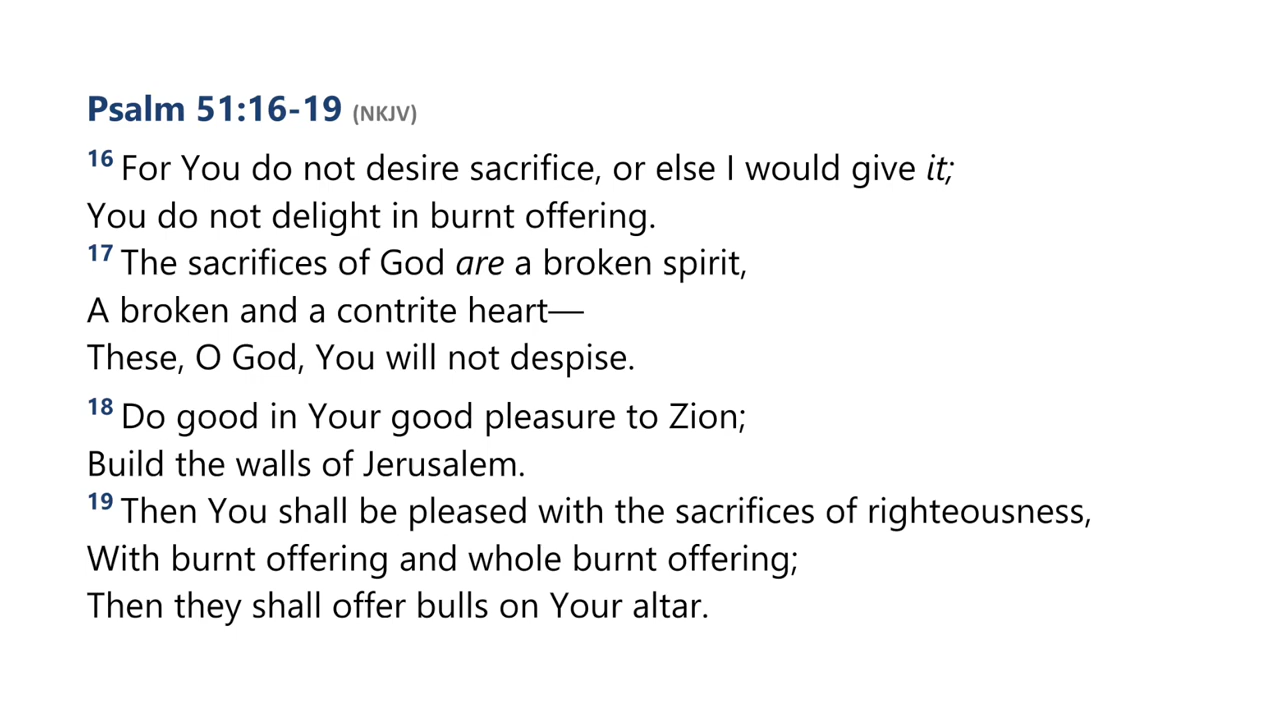 Psalm 51:16-19 (NKJV)
16 For You do not desire sacrifice, or else I would give it;
You do not delight in burnt offering.
17 The sacrifices of God are a broken spirit,
A broken and a contrite heart—
These, O God, You will not despise.
18 Do good in Your good pleasure to Zion;
Build the walls of Jerusalem.
19 Then You shall be pleased with the sacrifices of righteousness,
With burnt offering and whole burnt offering;
Then they shall offer bulls on Your altar.